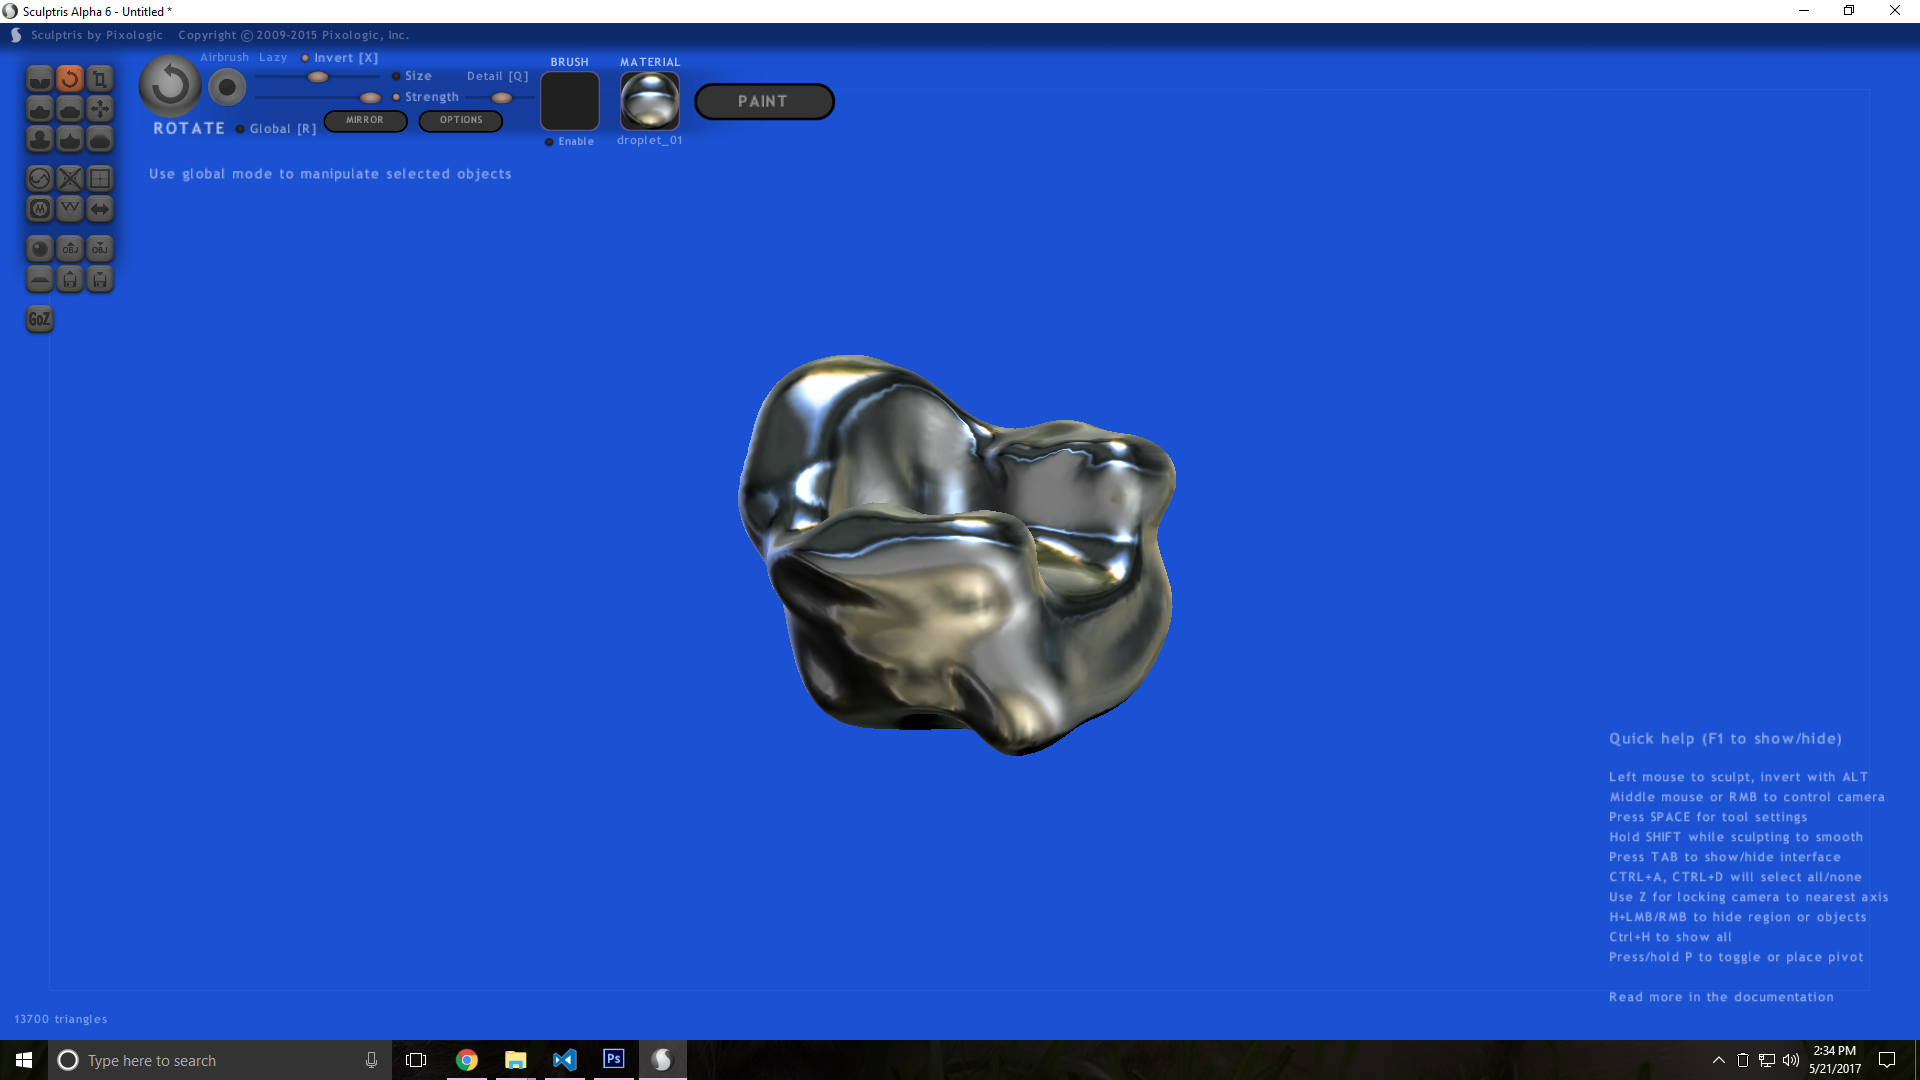 Sculptris Alpha 6 - Untitled *
Sculptris by Pixologic Copyright © 2009-2015 Pixologic, Inc.
Airbrush Lazy Invert [X]
Size Detail [Q]
Strength
ROTATE Global [R] MIRROR OPTIONS
BRUSH
Enable
MATERIAL
droplet_01
PAINT
Use global mode to manipulate selected objects
OBJ OBJ
GoZ
Quick help (F1 to show/hide)
Left mouse to sculpt, invert with ALT
Middle mouse or RMB to control camera
Press SPACE for tool settings
Hold SHIFT while sculpting to smooth
Press TAB to show/hide interface
CTRL+A, CTRL+D will select all/none
Use Z for locking camera to nearest axis
H+LMB/RMB to hide region or objects
Ctrl+H to show all
Press/hold P to toggle or place pivot
Read more in the documentation
13700 triangles
Type here to search
Ps
2:34 PM
5/21/2017